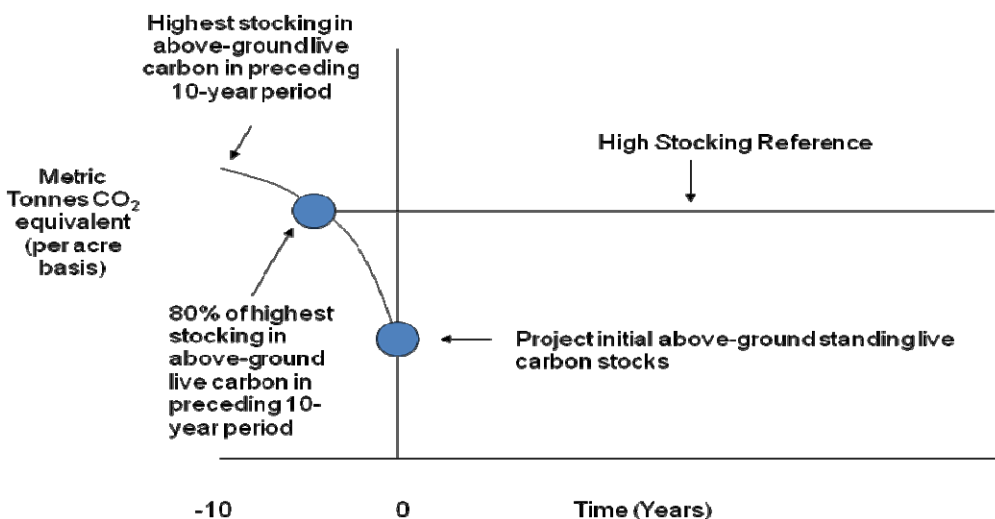 Highest stocking in
above-ground live
carbon in preceding
10-year period
High Stocking Reference
Metric
Tonnes CO₂
equivalent
(per acre
basis)
80% of highest
stocking in
above-ground
live carbon in
preceding 10-
year period
Project initial above-ground standing live
carbon stocks
-10
0
Time (Years)